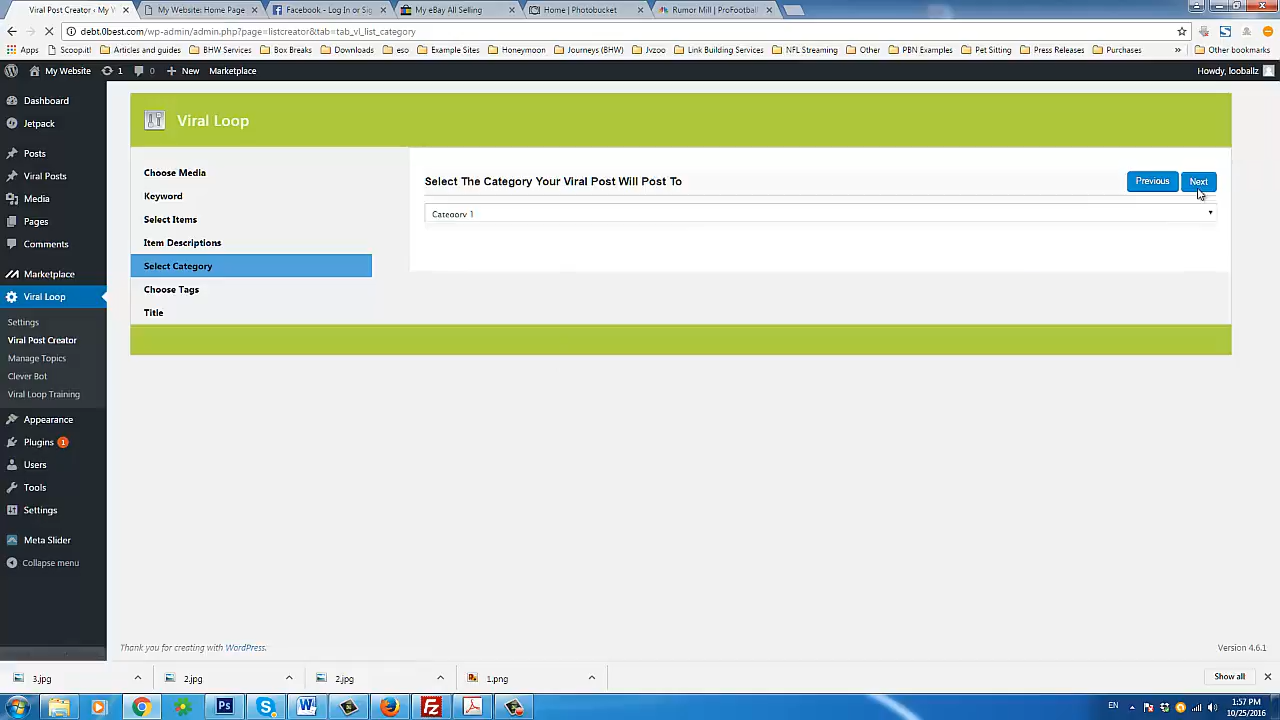 Viral Post Creator ‹ My W
My Website: Home Page
Facebook - Log In or Sig
My eBay All Selling
Home | Photobucket
Rumor Mill | ProFootball
debt.0best.com/wp-admin/admin.php?page=listcreator&tab=tab_vl_list_category
Apps
Scoop.it!
Articles and guides
BHW Services
Box Breaks
Downloads
eso
Example Sites
Honeymoon
Journeys (BHW)
Jvzoo
Link Building Services
NFL Streaming
Other
PBN Examples
Pet Sitting
Press Releases
Purchases
»
Other bookmarks
My Website
1
0
New
Marketplace
Howdy, looballz
Dashboard
Jetpack
Posts
Viral Posts
Media
Pages
Comments
Marketplace
Viral Loop
Settings
Viral Post Creator
Manage Topics
Clever Bot
Viral Loop Training
Appearance
Plugins 1
Users
Tools
Settings
Meta Slider
Collapse menu
Viral Loop
Choose Media
Keyword
Select Items
Item Descriptions
Select Category
Choose Tags
Title
Select The Category Your Viral Post Will Post To
Previous
Next
Category 1
Thank you for creating with WordPress.
Version 4.6.1
3.jpg
2.jpg
2.jpg
1.png
Show all
EN
1:57 PM
10/25/2016